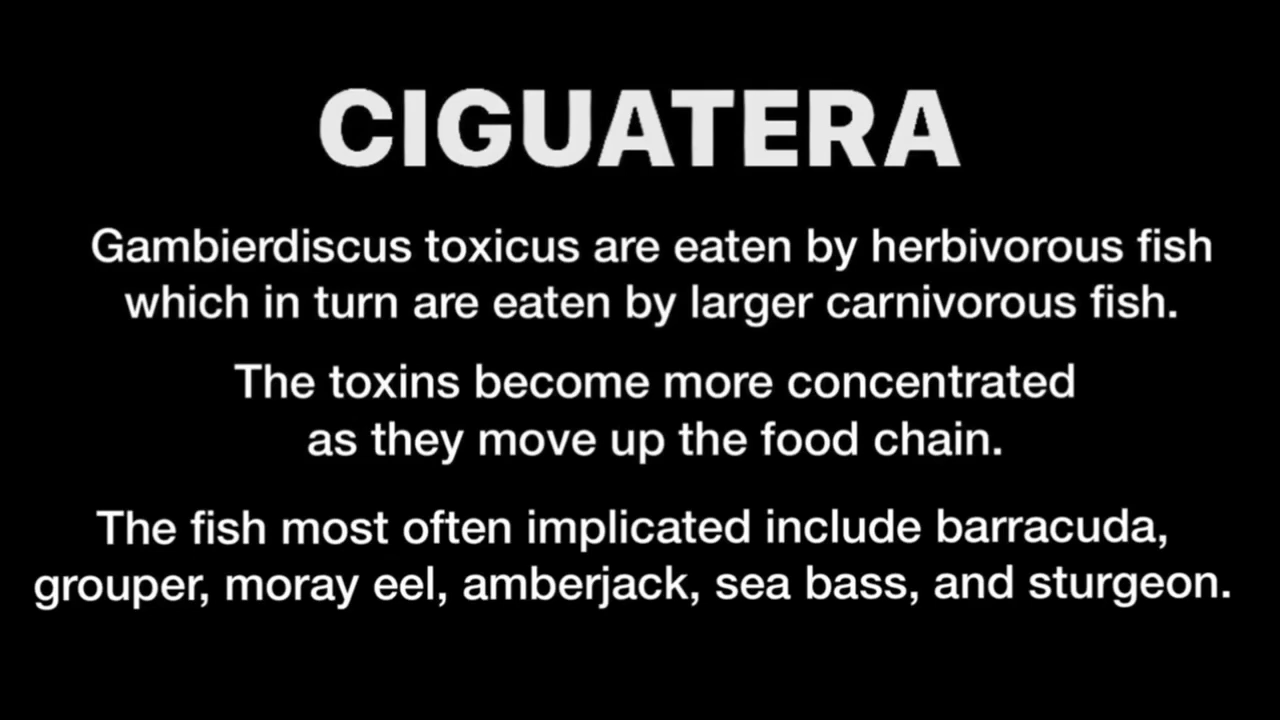 CIGUATERA
Gambierdiscus toxicus are eaten by herbivorous fish
which in turn are eaten by larger carnivorous fish.
The toxins become more concentrated
as they move up the food chain.
The fish most often implicated include barracuda,
grouper, moray eel, amberjack, sea bass, and sturgeon.